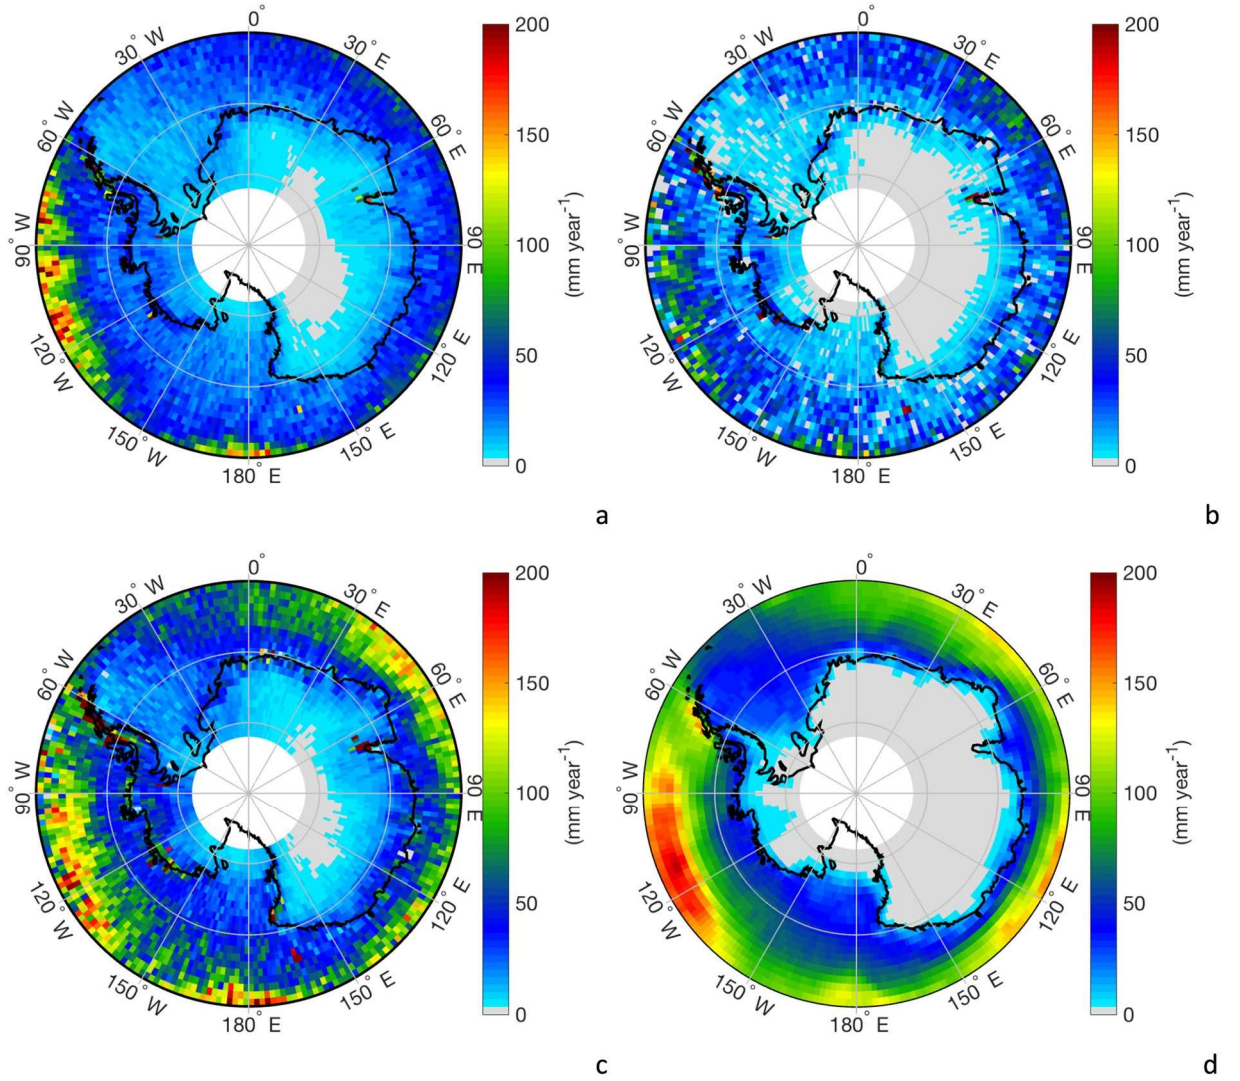 0°
30° E
60° E
90° E
120° E
150° E
180° E
150° W
120° W
90° W
60° W
30° W
200
150
100
50
0
(mm year-1)
a
0°
30° E
60° E
90° E
120° E
150° E
180° E
150° W
120° W
90° W
60° W
30° W
200
150
100
50
0
(mm year-1)
b
0°
30° E
60° E
90° E
120° E
150° E
180° E
150° W
120° W
90° W
60° W
30° W
200
150
100
50
0
(mm year-1)
c
0°
30° E
60° E
90° E
120° E
150° E
180° E
150° W
120° W
90° W
60° W
30° W
200
150
100
50
0
(mm year-1)
d